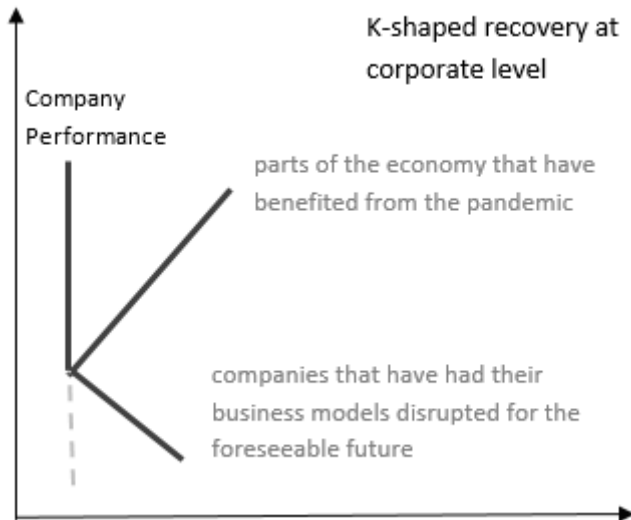 K-shaped recovery at
corporate level
Company
Performance
parts of the economy that have
benefited from the pandemic
companies that have had their
business models disrupted for the
foreseeable future